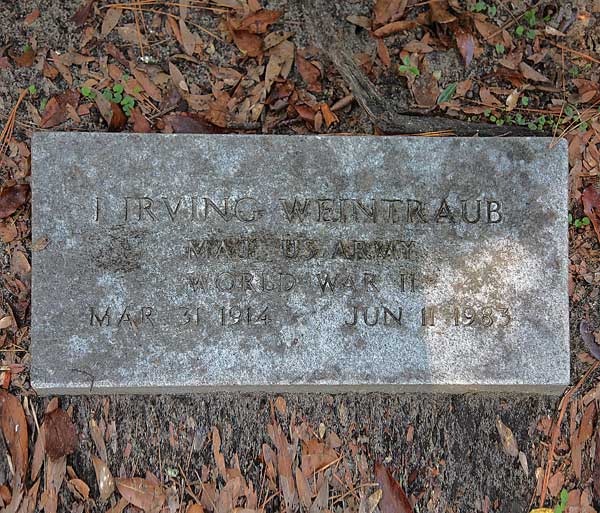 I IRVING WEINTRAUB
MAJ US ARMY
WORLD WAR II
MAR 31 1914 JUN 11 1983